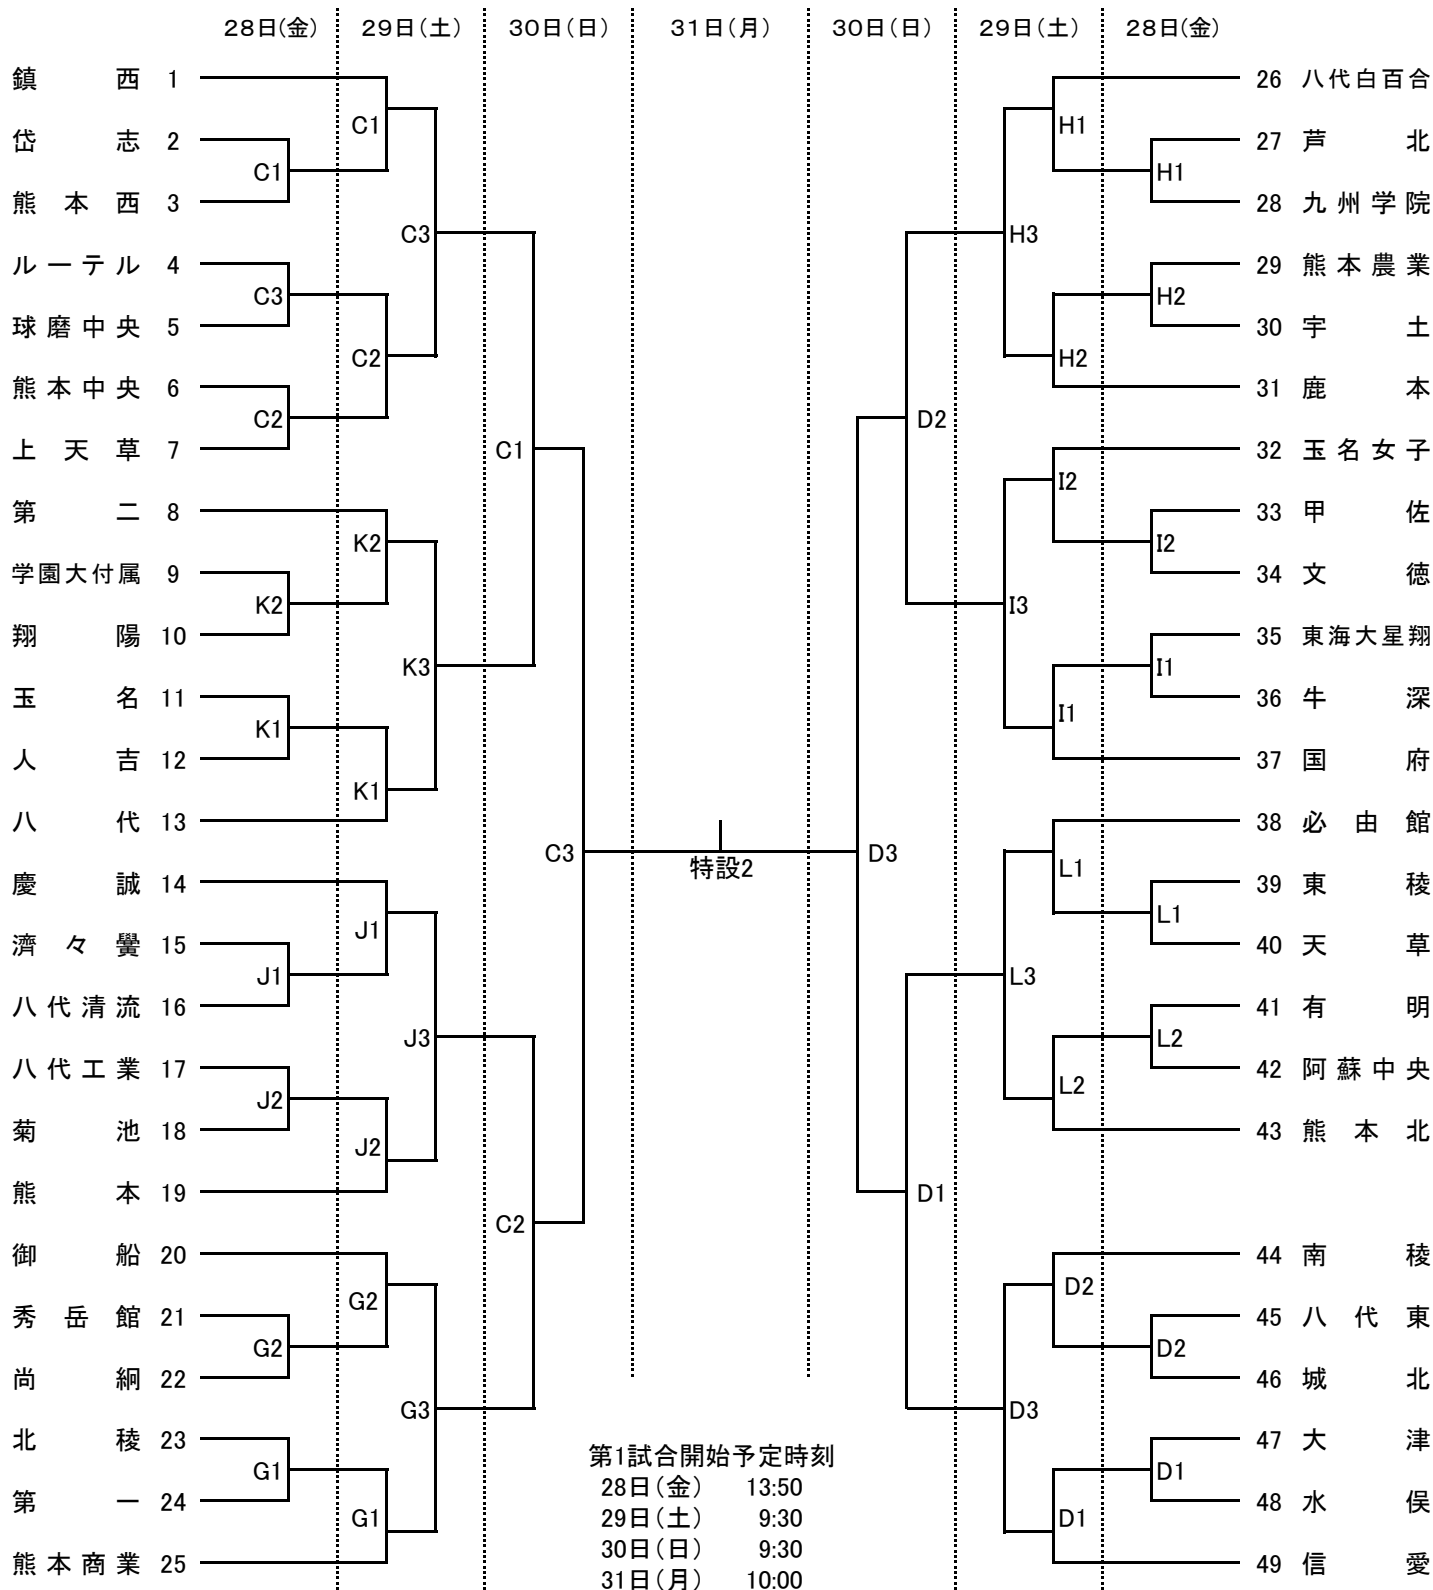 28日(金) 29日(土) 30日(日) 31日(月) 30日(日) 29日(土) 28日(金)
鎮西 1
岱志 2
熊本西 3
ルーテル 4
球磨中央 5
熊本中央 6
上天草 7
第二 8
学園大付属 9
翔陽 10
玉名 11
人吉 12
八代 13
慶誠 14
濟々黌 15
八代清流 16
八代工業 17
菊池 18
熊本 19
御船 20
秀岳館 21
尚絅 22
北稜 23
第一 24
熊本商業 25
C1
C3
C2
K2
K1
J1
J2
G2
G1
C1
C2
K2
K1
J1
J2
G2
G1
C3
K3
J3
G3
C1
C2
C3
特設2
D3
D2
D1
H3
I3
L3
D3
H1
H2
I2
I1
L1
L2
D2
D1
H1
H2
I2
I1
L1
L2
D2
D1
26 八代白百合
27 芦北
28 九州学院
29 熊本農業
30 宇土
31 鹿本
32 玉名女子
33 甲佐
34 文徳
35 東海大星翔
36 牛深
37 国府
38 必由館
39 東稜
40 天草
41 有明
42 阿蘇中央
43 熊本北
44 南稜
45 八代東
46 城北
47 大津
48 水俣
49 信愛
第1試合開始予定時刻
28日(金) 13:50
29日(土) 9:30
30日(日) 9:30
31日(月) 10:00